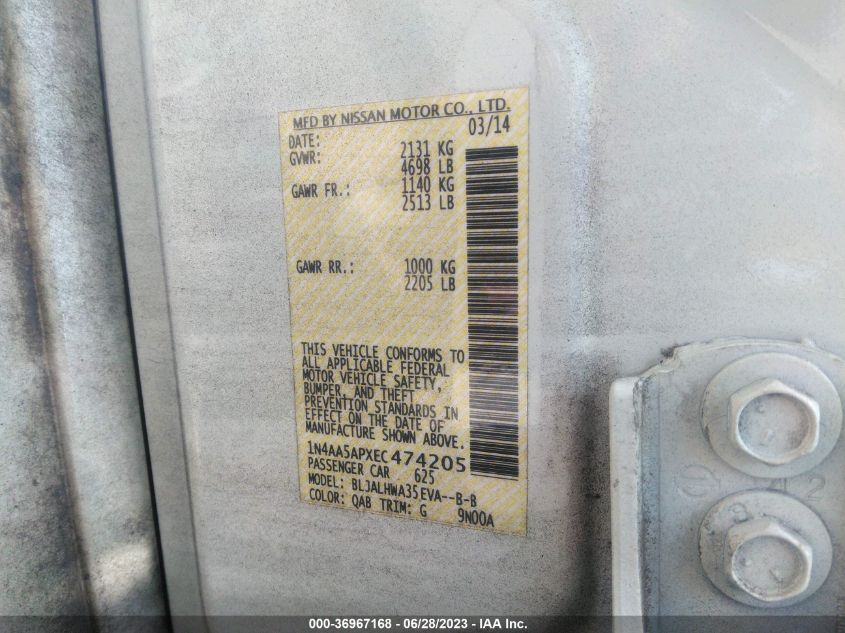 MFD BY NISSAN MOTOR CO., LTD.
DATE: 03/14
GVWR: 2131 KG
4698 LB
GAWR FR.: 1140 KG
2513 LB
GAWR RR.: 1000 KG
2205 LB
THIS VEHICLE CONFORMS TO
ALL APPLICABLE FEDERAL
MOTOR VEHICLE SAFETY,
BUMPER, AND THEFT
PREVENTION STANDARDS IN
EFFECT ON THE DATE OF
MANUFACTURE SHOWN ABOVE.
1N4AA5APXEC474205
PASSENGER CAR 625
MODEL: BLJALHWA35EVA--B-B
COLOR: QAB TRIM: G 9N00A
12
000-36967168 - 06/28/2023 - IAA Inc.